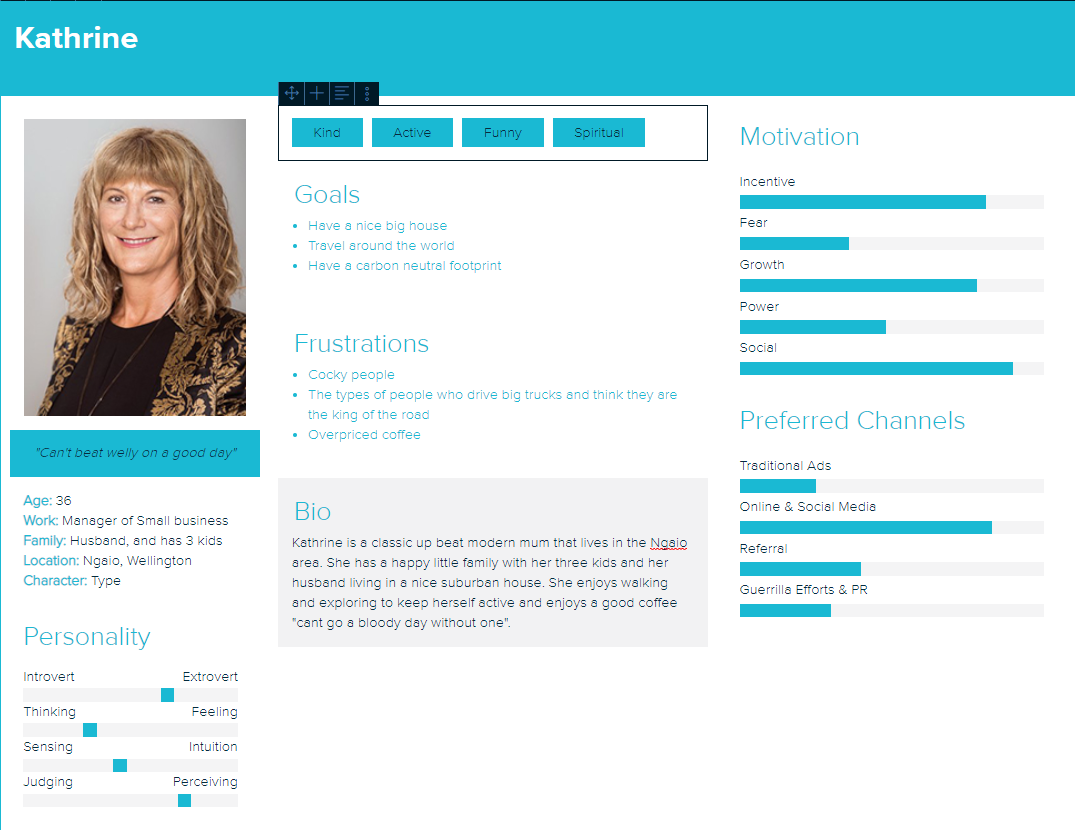 Kathrine
"Can't beat welly on a good day"
Age: 36
Work: Manager of Small business
Family: Husband, and has 3 kids
Location: Ngaio, Wellington
Character: Type
Personality
Introvert Extrovert
Thinking Feeling
Sensing Intuition
Judging Perceiving
Kind Active Funny Spiritual
Goals
• Have a nice big house
• Travel around the world
• Have a carbon neutral footprint
Frustrations
• Cocky people
• The types of people who drive big trucks and think they are
the king of the road
• Overpriced coffee
Bio
Kathrine is a classic up beat modern mum that lives in the Ngaio
area. She has a happy little family with her three kids and her
husband living in a nice suburban house. She enjoys walking
and exploring to keep herself active and enjoys a good coffee
"cant go a bloody day without one".
Motivation
Incentive
Fear
Growth
Power
Social
Preferred Channels
Traditional Ads
Online & Social Media
Referral
Guerrilla Efforts & PR